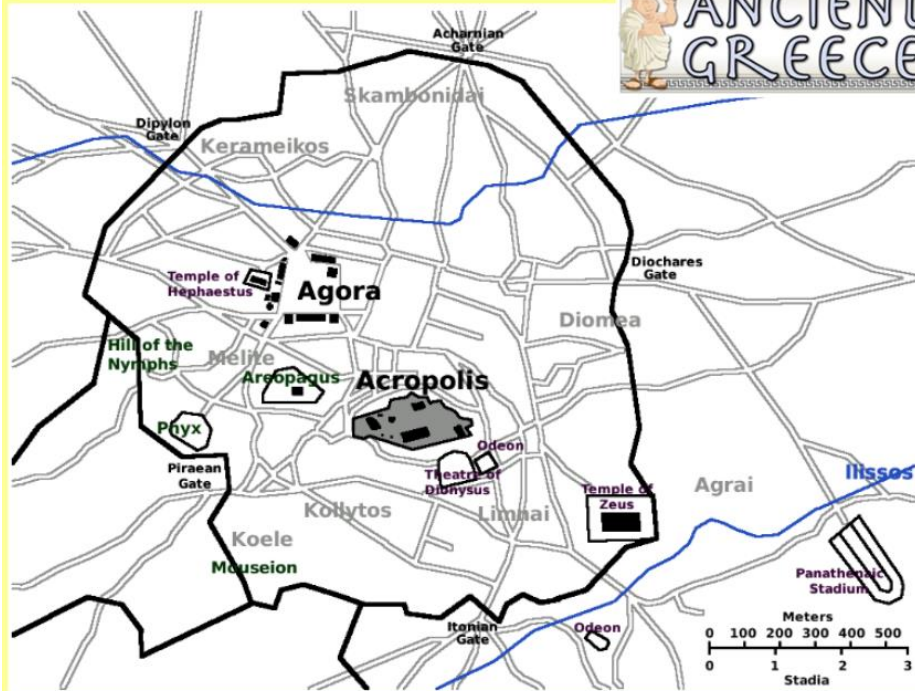 ANCIENT
GREECE
Acharnian
Gate
Skambonidai
Dipylon
Gate
Kerameikos
Diochares
Gate
Temple of
Hephaestus
Agora
Diomea
Hill of the
Nymphs
Melite
Areopagus
Acropolis
Pnyx
Odeon
Piraean
Gate
Theatre of
Dionysus
Temple of
Zeus
Agrai
Ilissos
Kollytos
Limnai
Koele
Mouseion
Panathenaic
Stadium
Itonian
Gate
Odeon
Meters
0 100 200 300 400 500
0 1 2 3
Stadia